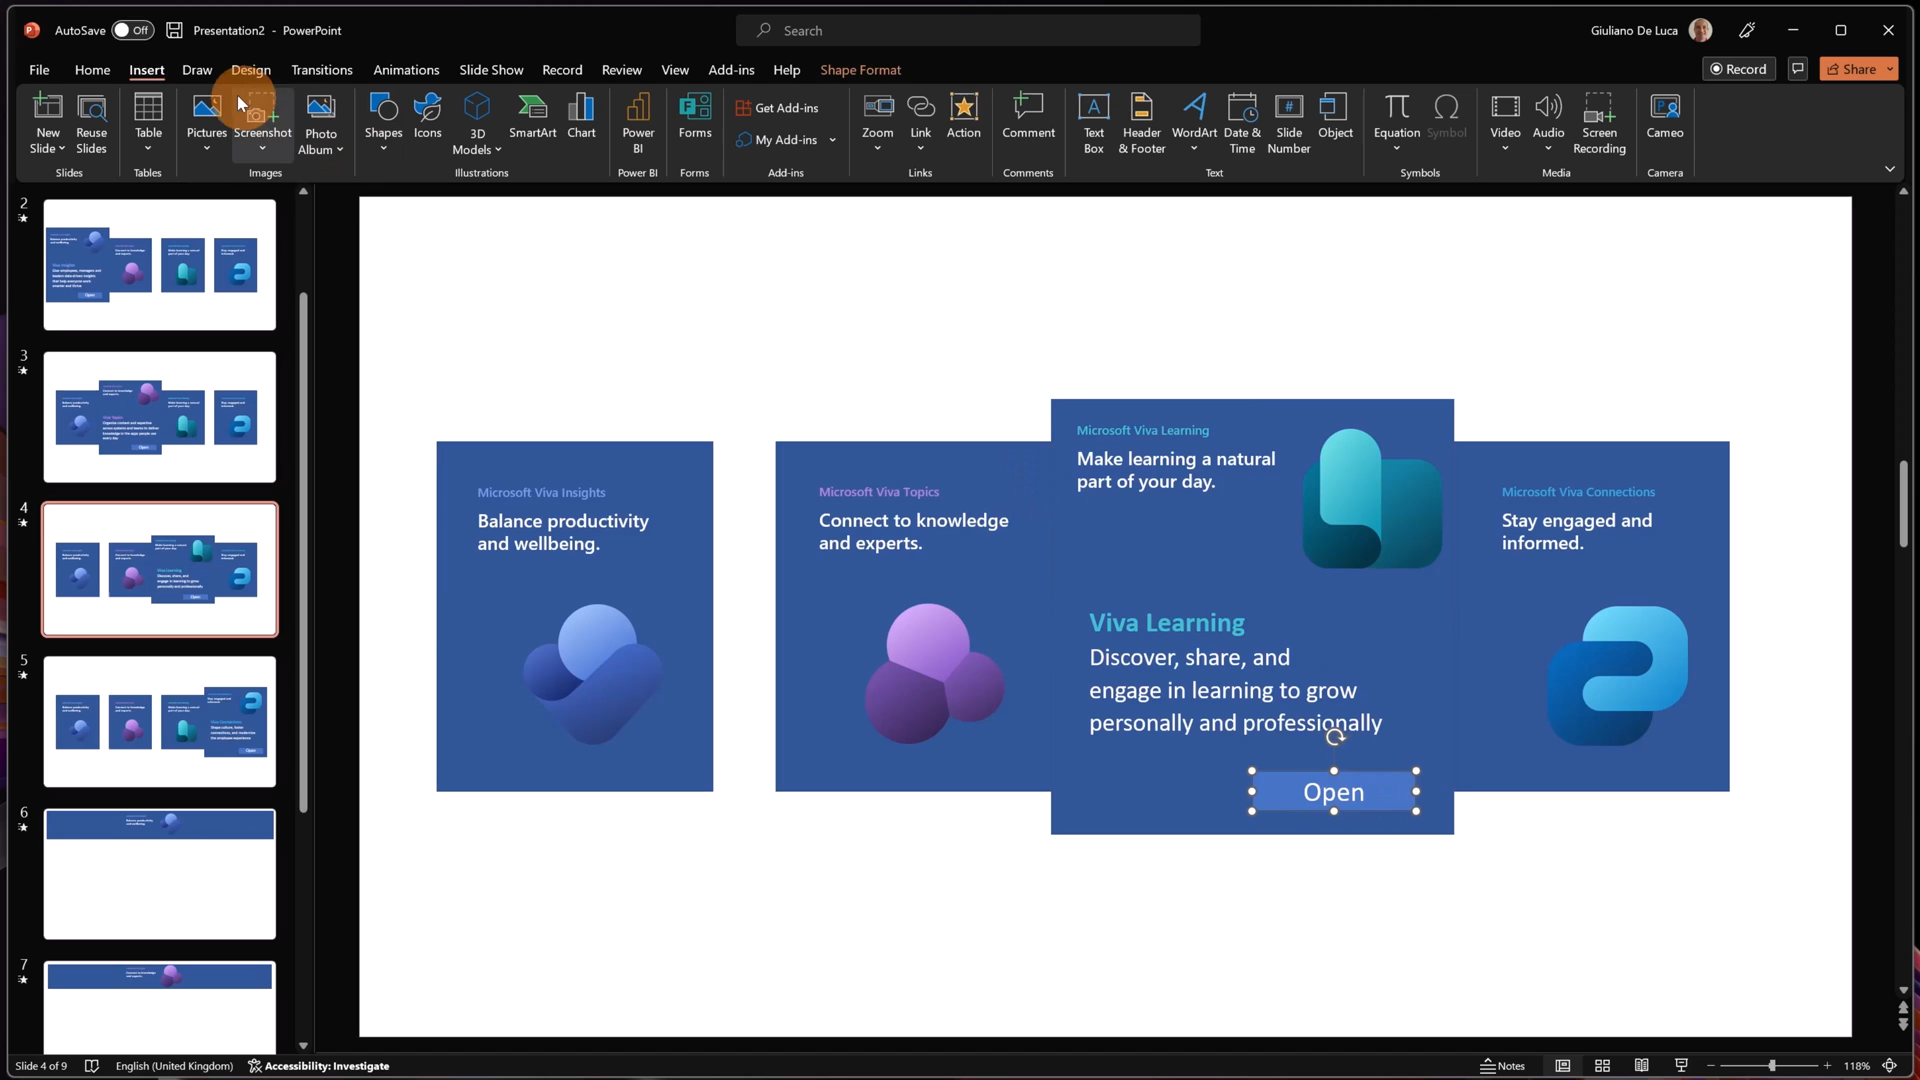 AutoSave Off Presentation2 - PowerPoint Search Giuliano De Luca
File Home Insert Draw Design Transitions Animations Slide Show Record Review View Add-ins Help Shape Format Record Share
New Slide
Reuse Slides
Slides
Table
Tables
Pictures
Screenshot
Photo Album
Images
Shapes
Icons
3D Models
SmartArt
Chart
Illustrations
Power BI
Power BI
Forms
Forms
Get Add-ins
My Add-ins
Add-ins
Zoom
Link
Action
Links
Comment
Comments
Text Box
Header & Footer
WordArt
Date & Time
Slide Number
Object
Text
Equation
Symbol
Symbols
Video
Audio
Screen Recording
Media
Cameo
Camera
2
3
4
5
6
7
Microsoft Viva Insights
Balance productivity
and wellbeing.
Microsoft Viva Topics
Connect to knowledge
and experts.
Microsoft Viva Learning
Make learning a natural
part of your day.
Viva Learning
Discover, share, and
engage in learning to grow
personally and professionally
Open
Microsoft Viva Connections
Stay engaged and
informed.
Slide 4 of 9 English (United Kingdom) Accessibility: Investigate Notes 118%